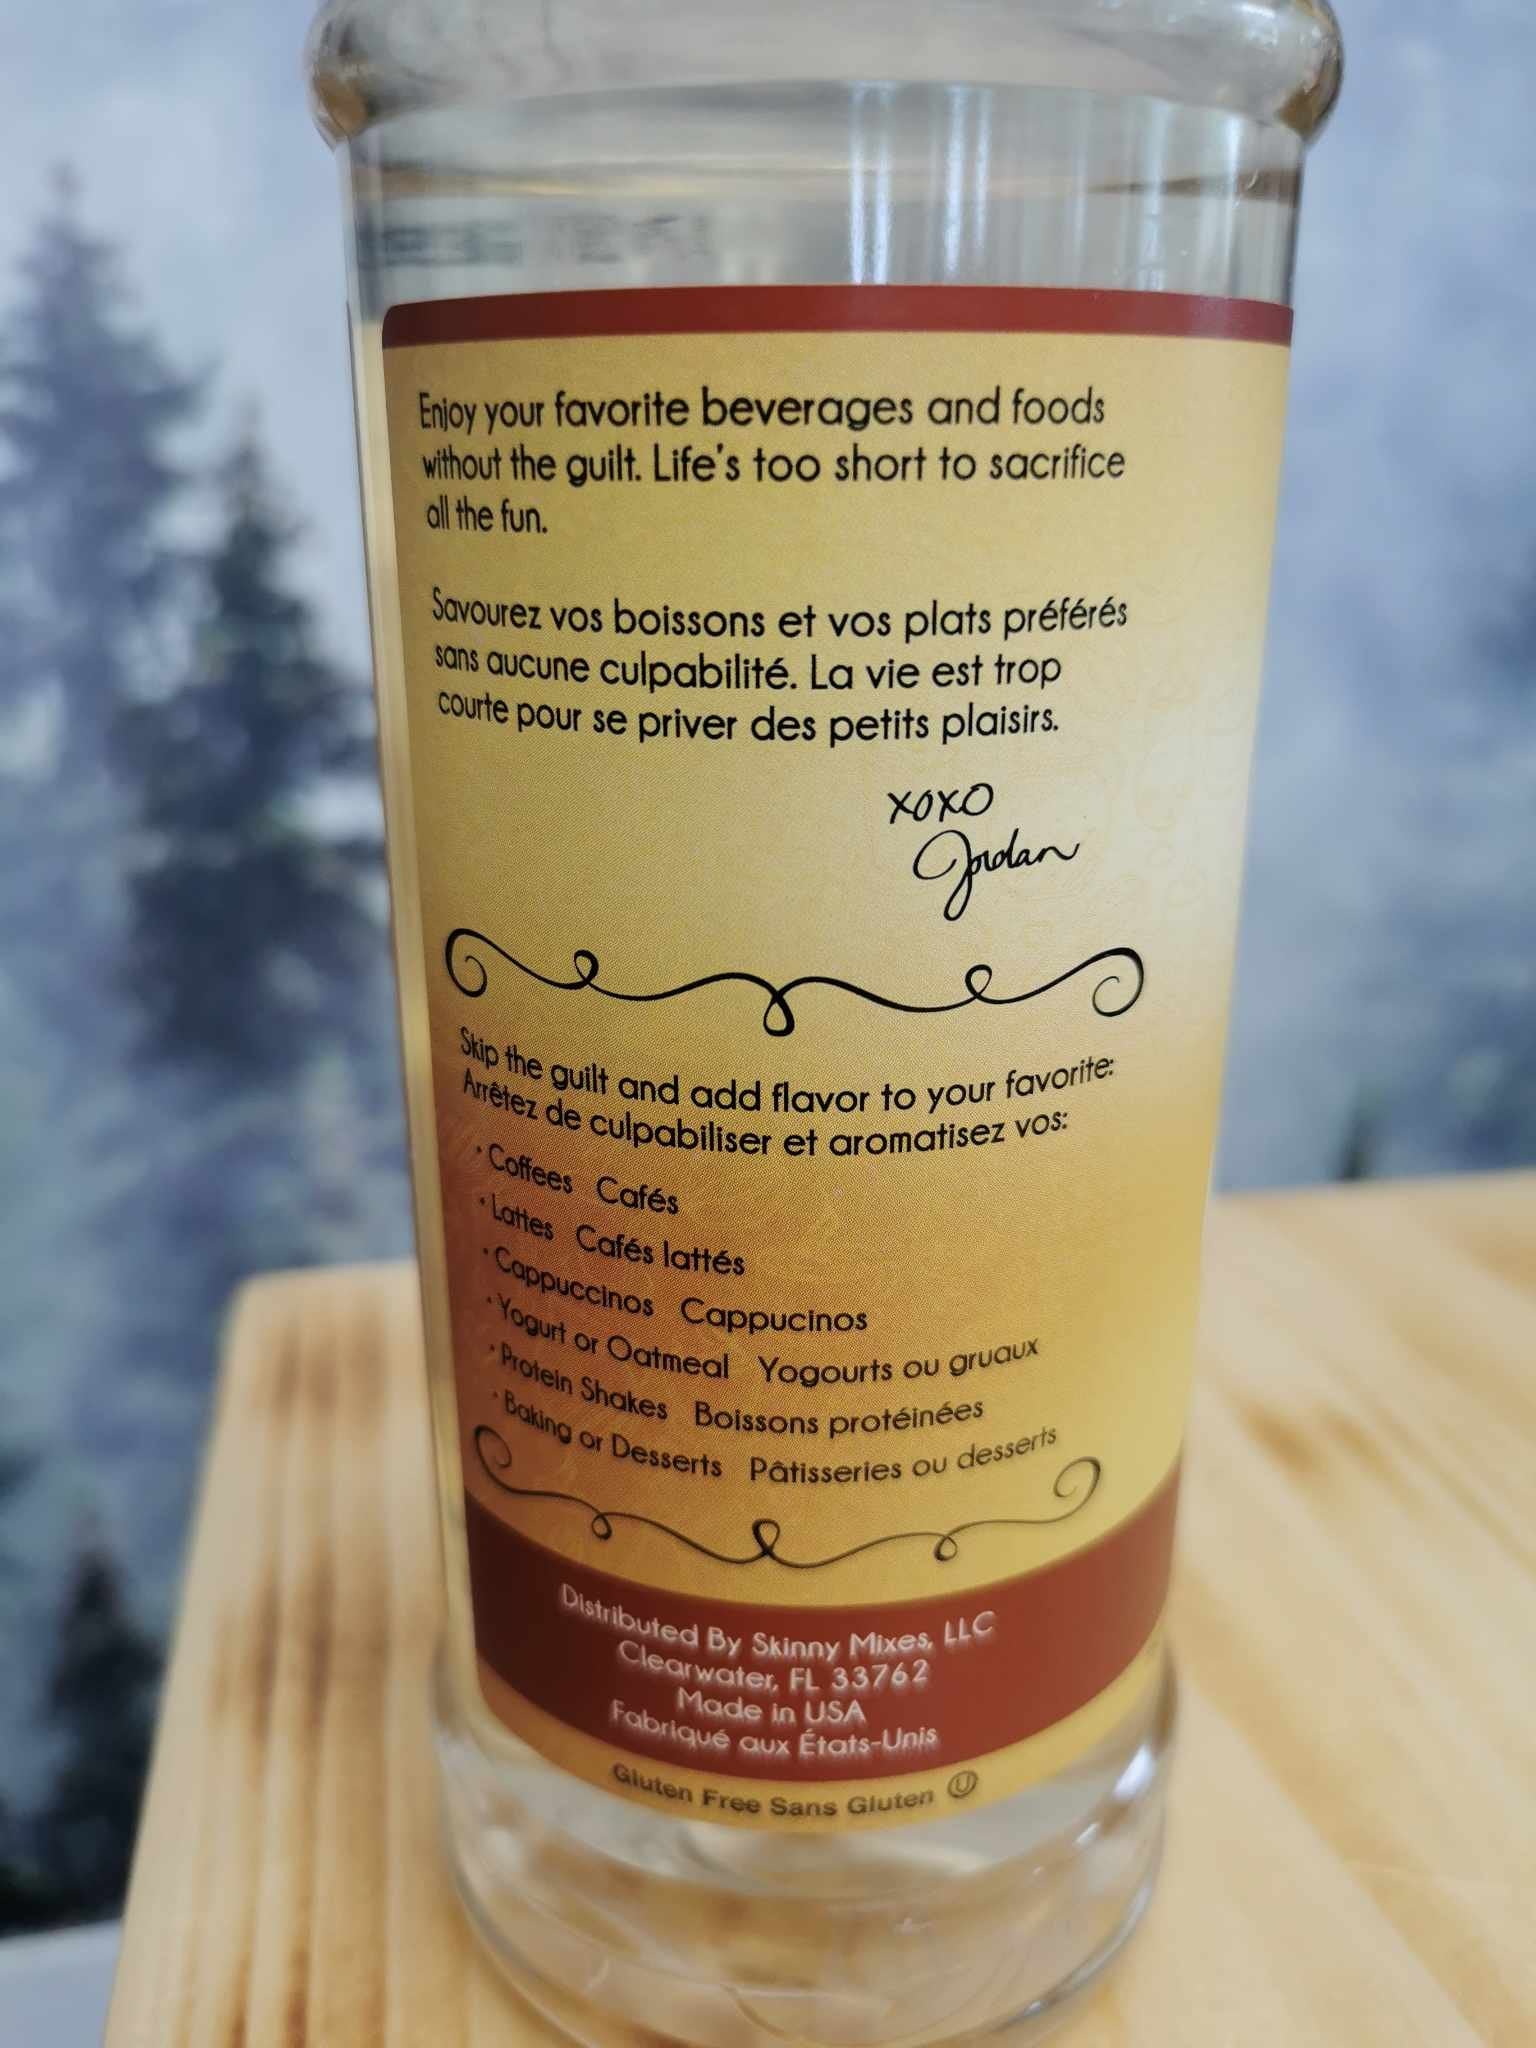 Enjoy your favorite beverages and foods
without the guilt. Life's too short to sacrifice
all the fun.
Savourez vos boissons et vos plats préférés
sans aucune culpabilité. La vie est trop
courte pour se priver des petits plaisirs.
xoxo
Jordan
Skip the guilt and add flavor to your favorite:
Arrêtez de culpabiliser et aromatisez vos:
· Coffees Cafés
· Lattes Cafés lattés
· Cappuccinos Cappucinos
· Yogurt or Oatmeal Yogourts ou gruaux
· Protein Shakes Boissons protéinées
· Baking or Desserts Pâtisseries ou desserts
Distributed By Skinny Mixes, LLC
Clearwater, FL 33762
Made in USA
Fabriqué aux États-Unis
Gluten Free Sans Gluten Ⓤ